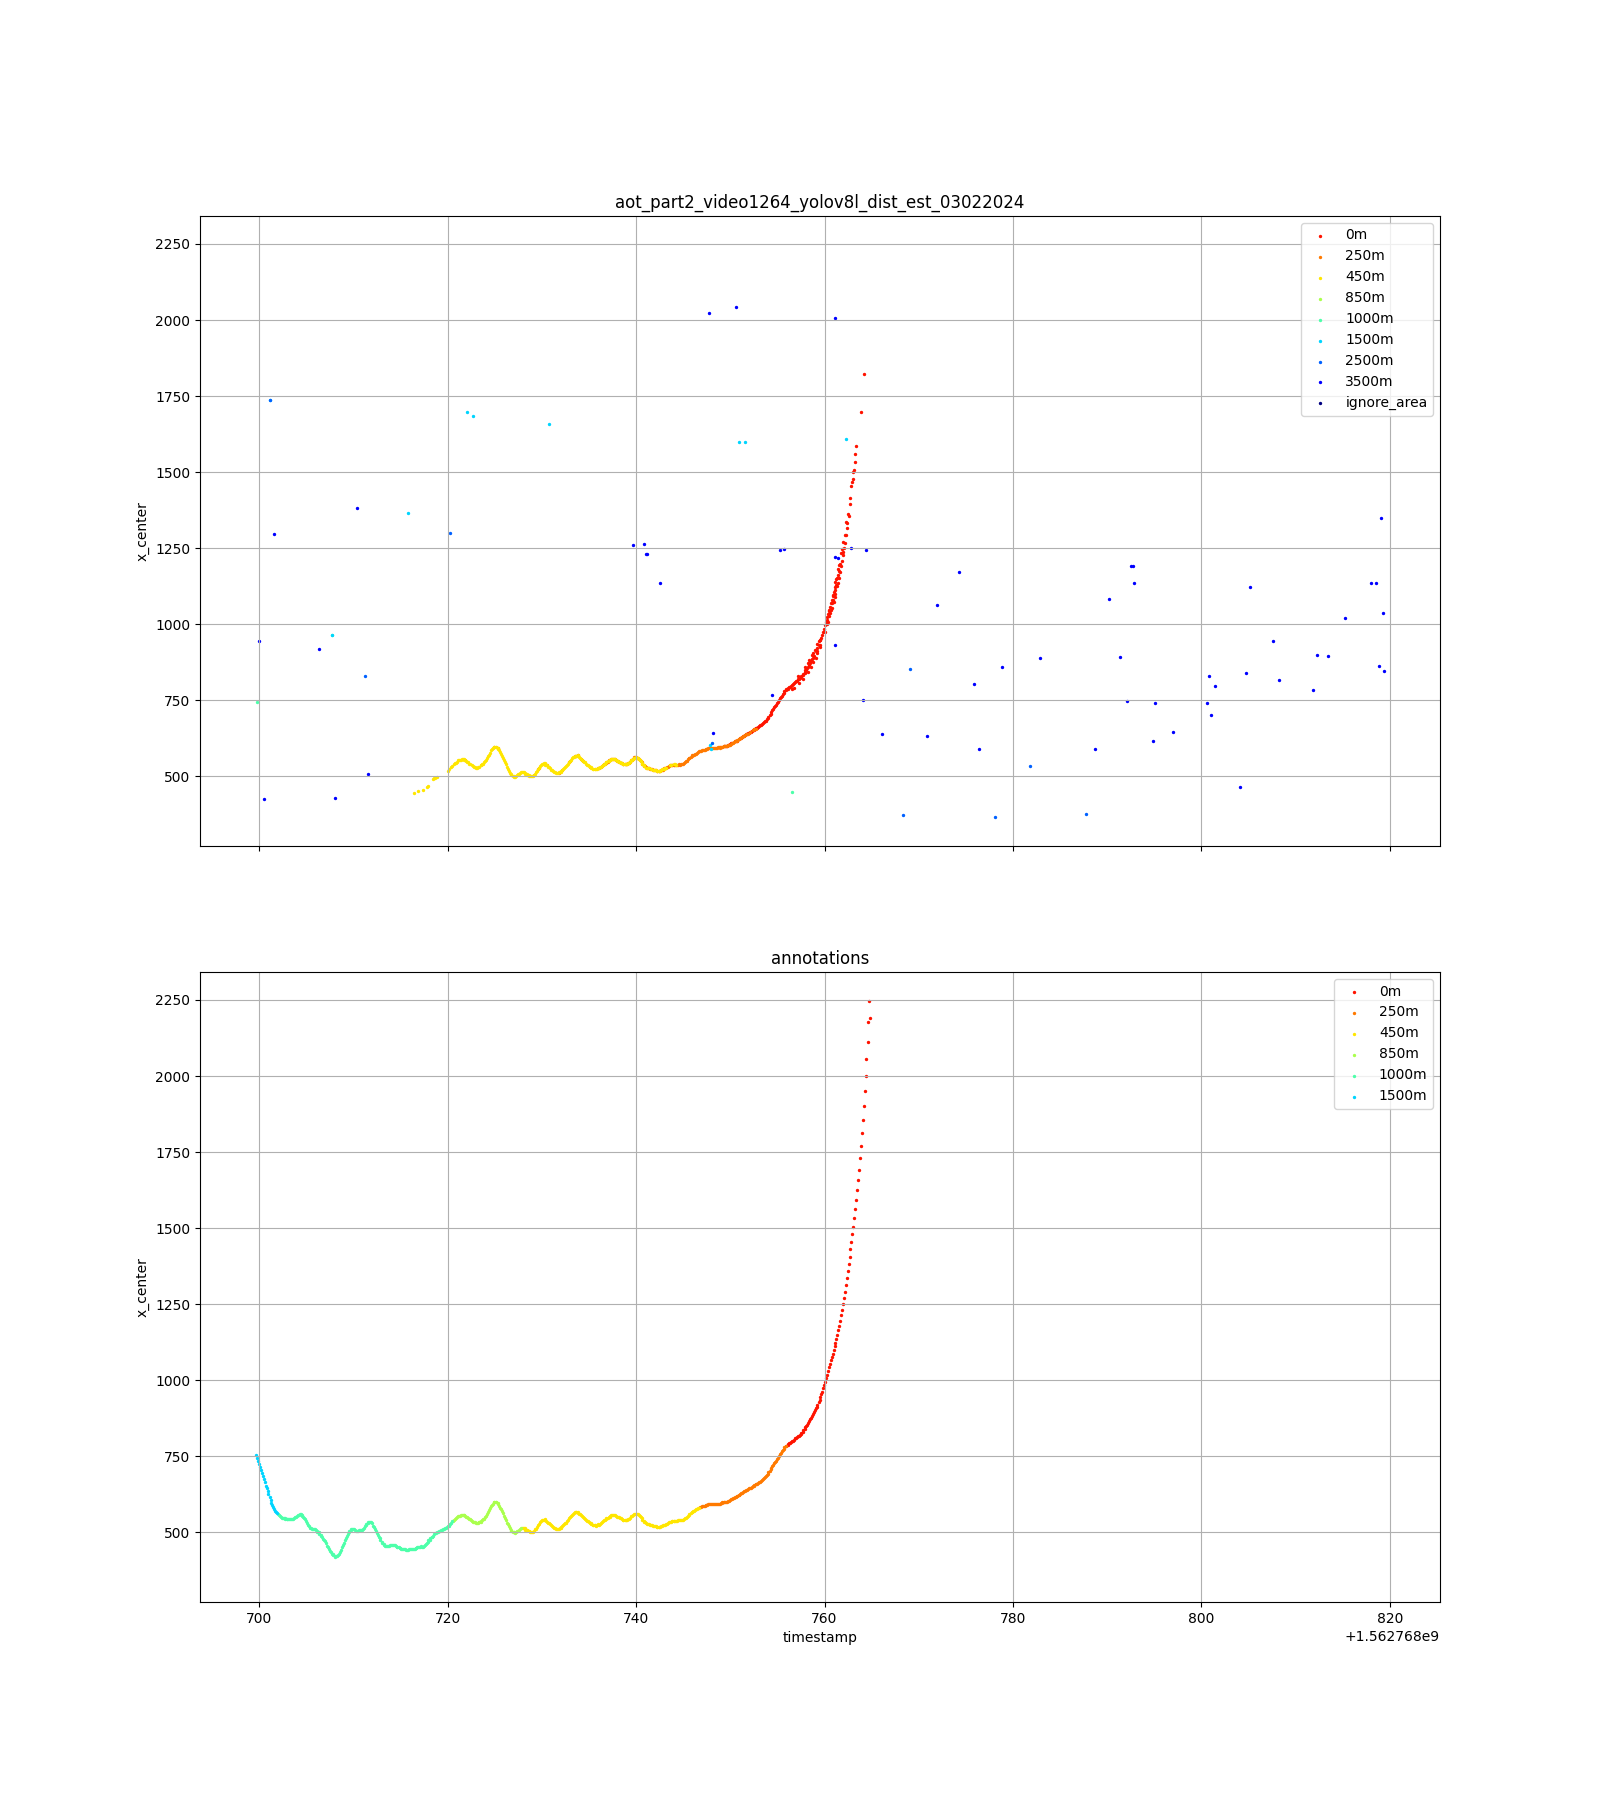 aot_part2_video1264_yolov8l_dist_est_03022024
2250
2000
1750
1500
1250
1000
750
500
x_center
0m
250m
450m
850m
1000m
1500m
2500m
3500m
ignore_area
annotations
2250
2000
1750
1500
1250
1000
750
500
x_center
0m
250m
450m
850m
1000m
1500m
700 720 740 760 780 800 820
timestamp
+1.562768e9